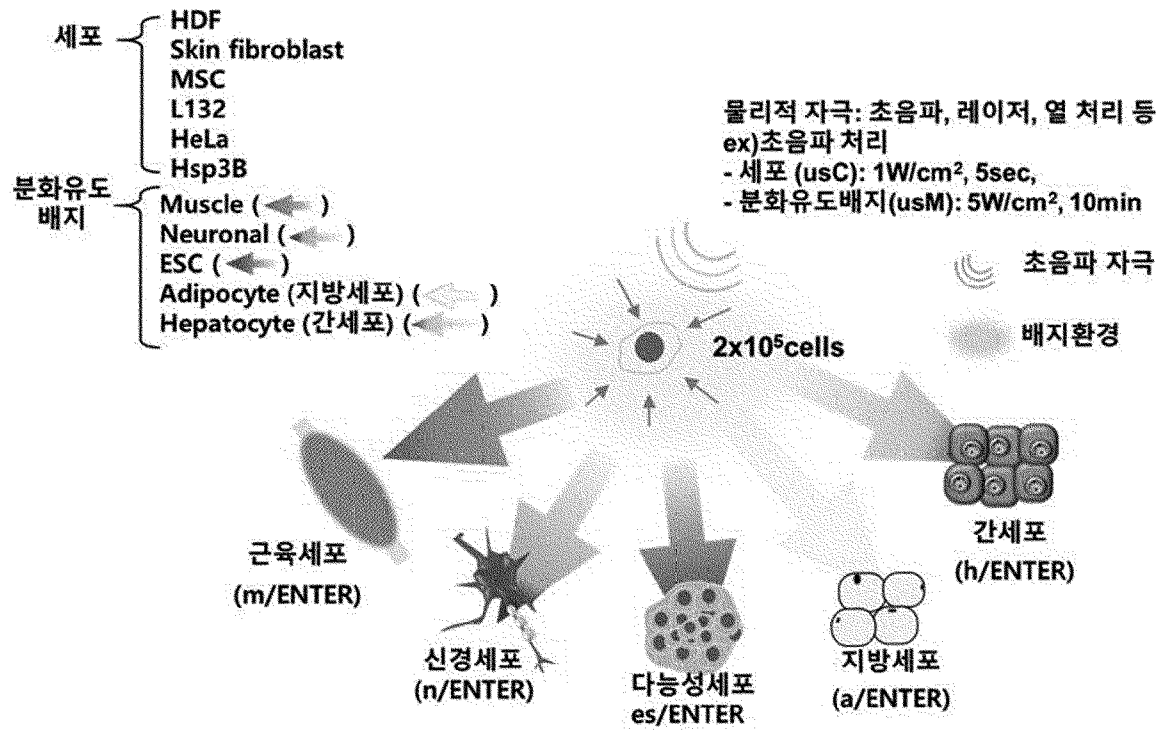 세포
HDF
Skin fibroblast
MSC
L132
HeLa
Hsp3B
분화유도
배지
Muscle ( )
Neuronal ( )
ESC ( )
Adipocyte (지방세포) ( )
Hepatocyte (간세포) ( )
물리적 자극: 초음파, 레이저, 열 처리 등
ex)초음파 처리
- 세포 (usC): 1W/cm², 5sec,
- 분화유도배지(usM): 5W/cm², 10min
초음파 자극
배지환경
2x10⁵cells
근육세포
(m/ENTER)
신경세포
(n/ENTER)
다능성세포
es/ENTER
지방세포
(a/ENTER)
간세포
(h/ENTER)